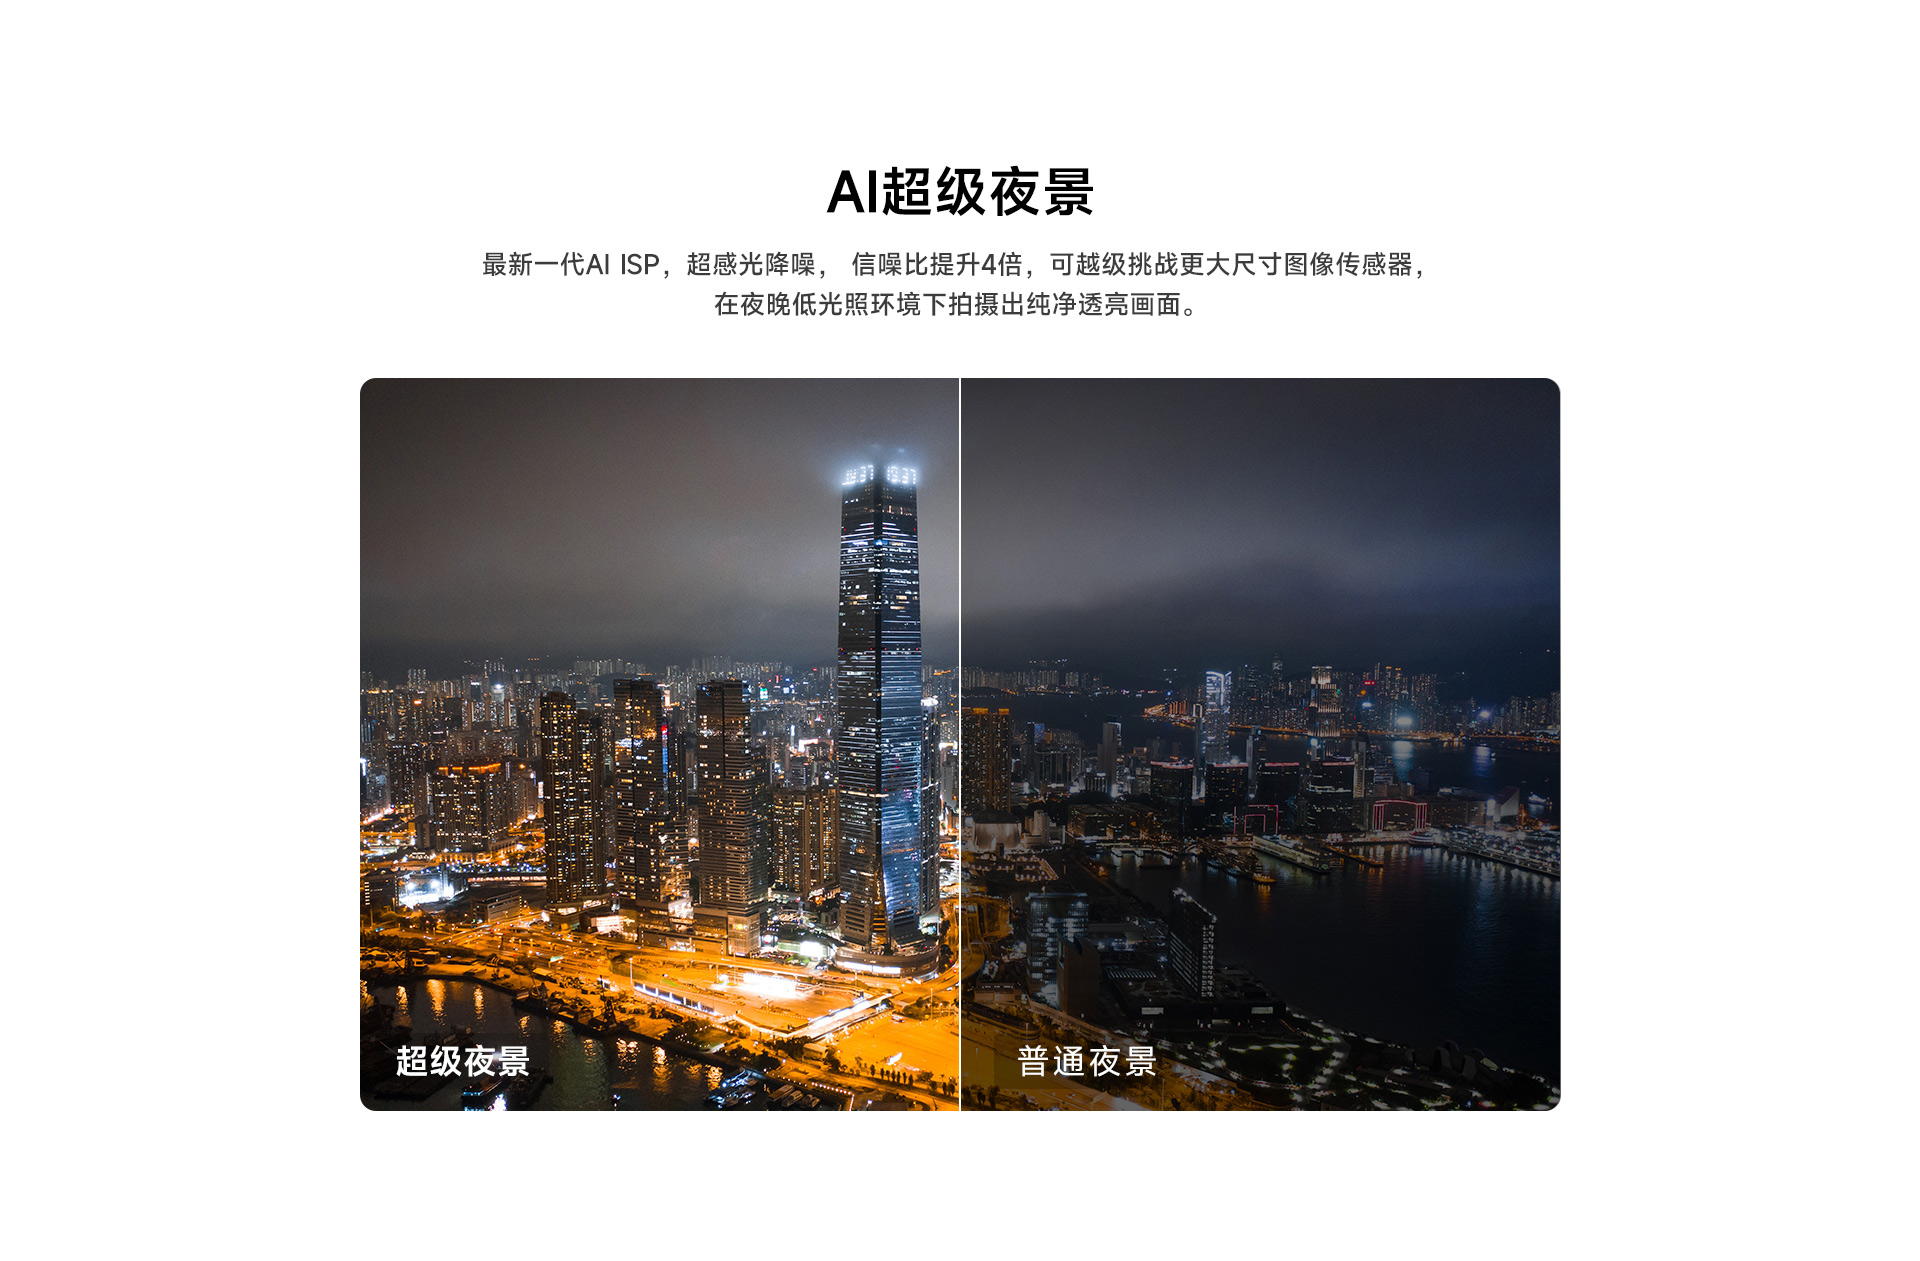 AI超级夜景
最新一代AI ISP，超感光降噪， 信噪比提升4倍，可越级挑战更大尺寸图像传感器，
在夜晚低光照环境下拍摄出纯净透亮画面。
超级夜景
普通夜景